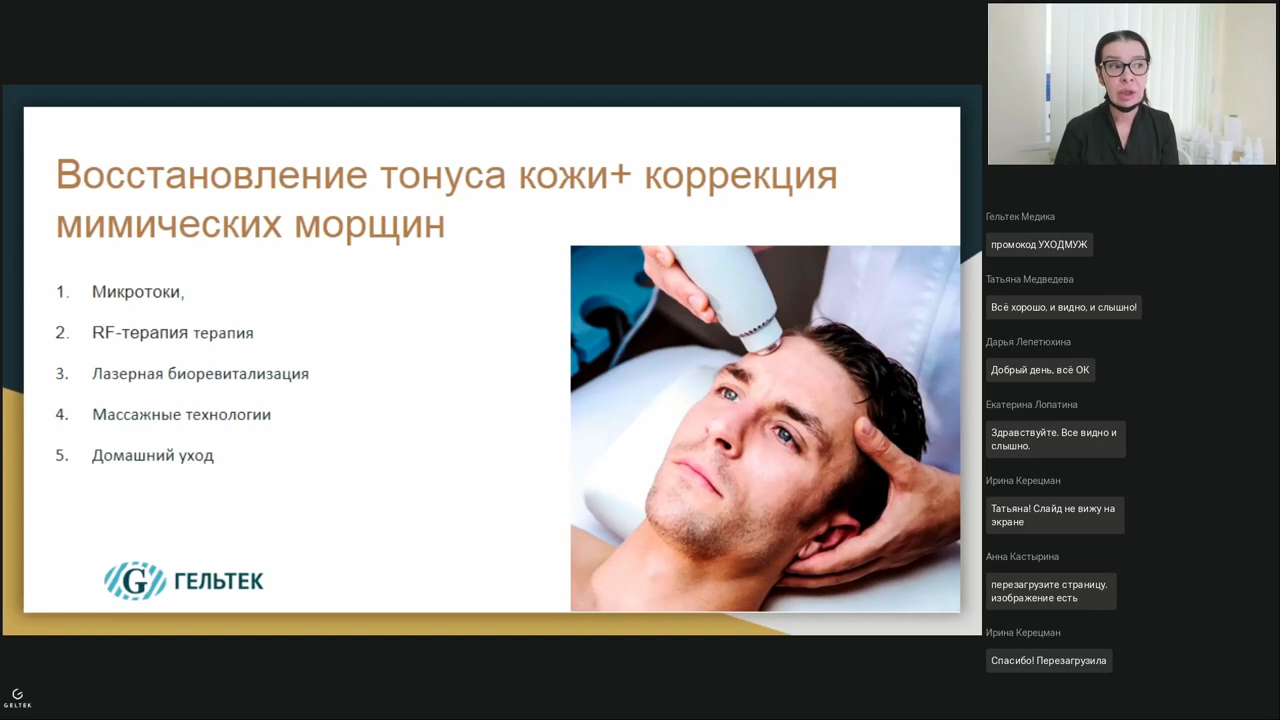 Восстановление тонуса кожи+ коррекция
мимических морщин
1. Микротоки,
2. RF-терапия терапия
3. Лазерная биоревитализация
4. Массажные технологии
5. Домашний уход
G ГЕЛЬТЕК
Гельтек Медика
промокод УХОДМУЖ
Татьяна Медведева
Всё хорошо, и видно, и слышно!
Дарья Лепетюхина
Добрый день, всё ОК
Екатерина Лопатина
Здравствуйте. Все видно и
слышно.
Ирина Керецман
Татьяна! Слайд не вижу на
экране
Анна Кастырина
перезагрузите страницу.
изображение есть
Ирина Керецман
Спасибо! Перезагрузила
GELTEK